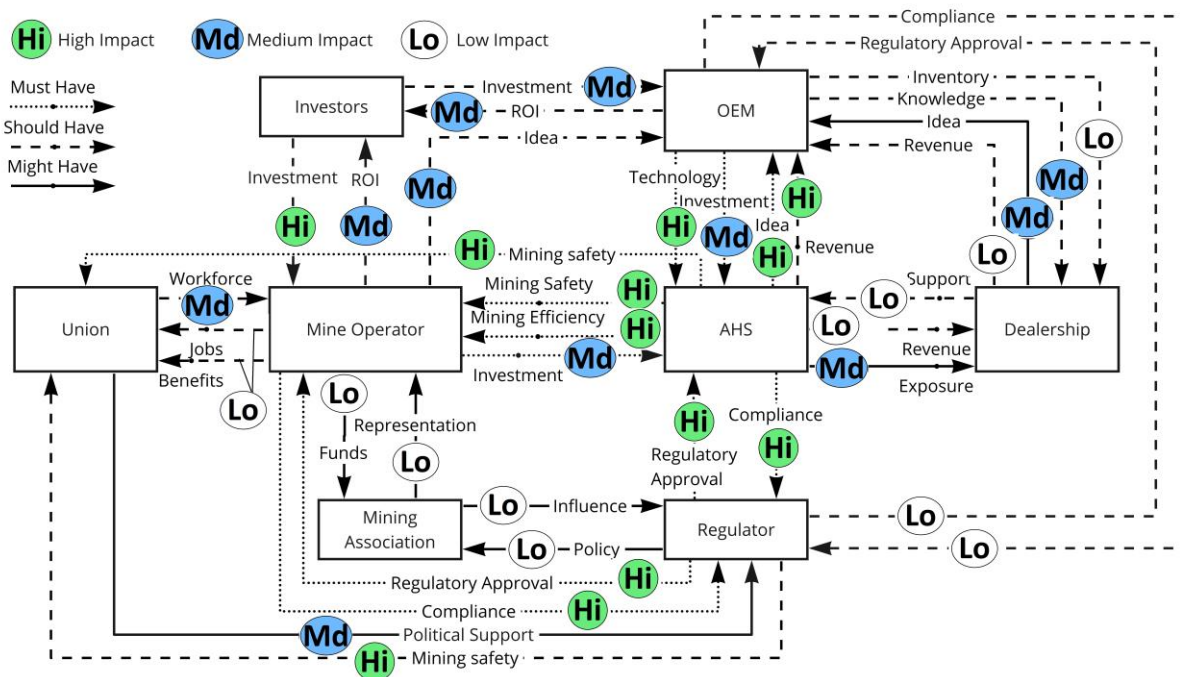 Compliance
Hi High Impact Md Medium Impact Lo Low Impact
Regulatory Approval
Must Have
Should Have
Might Have
Investors
Investment Md
Md ROI
Idea
OEM
Inventory
Knowledge
Idea
Revenue
Lo
Investment ROI
Md
Technology
Investment
Idea
Hi
Md
Md
Hi
Md
Hi
Md
Hi
Revenue
Lo
Hi Mining safety
Workforce
Md
Mining Safety Hi
Lo Support
Union
Mine Operator
Mining Efficiency Hi
AHS
Lo
Dealership
Jobs
Revenue
Benefits
Investment Md
Md
Exposure
Lo
Lo
Funds
Representation
Lo
Hi
Regulatory
Approval
Compliance
Hi
Mining
Association
Lo Influence
Regulator
Lo
Lo Policy
Lo
Regulatory Approval Hi
Compliance Hi
Md Political Support
Hi Mining safety